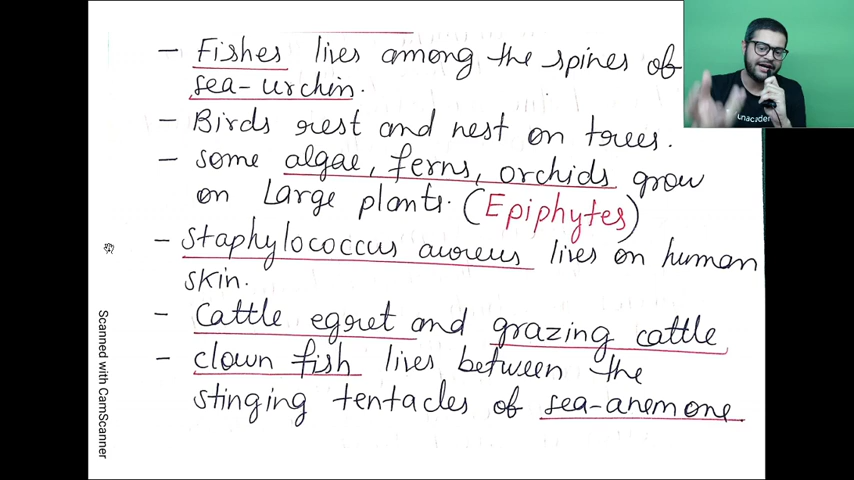 - Fishes lives among the spines of
sea-urchin.
- Birds rest and nest on trees.
- some algae, ferns, orchids grow
on Large plants. (Epiphytes)
- Staphylococcus aureus lives on human
skin.
- Cattle egret and grazing cattle
- clown fish lives between the
stinging tentacles of sea-anemone
Scanned with CamScanner
unacademy